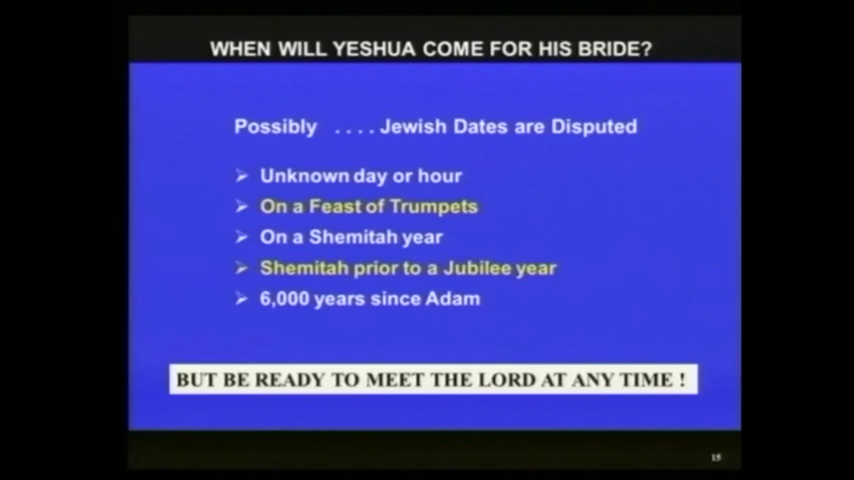 WHEN WILL YESHUA COME FOR HIS BRIDE?
Possibly . . . . Jewish Dates are Disputed
➢ Unknown day or hour
➢ On a Feast of Trumpets
➢ On a Shemitah year
➢ Shemitah prior to a Jubilee year
➢ 6,000 years since Adam
BUT BE READY TO MEET THE LORD AT ANY TIME !
15